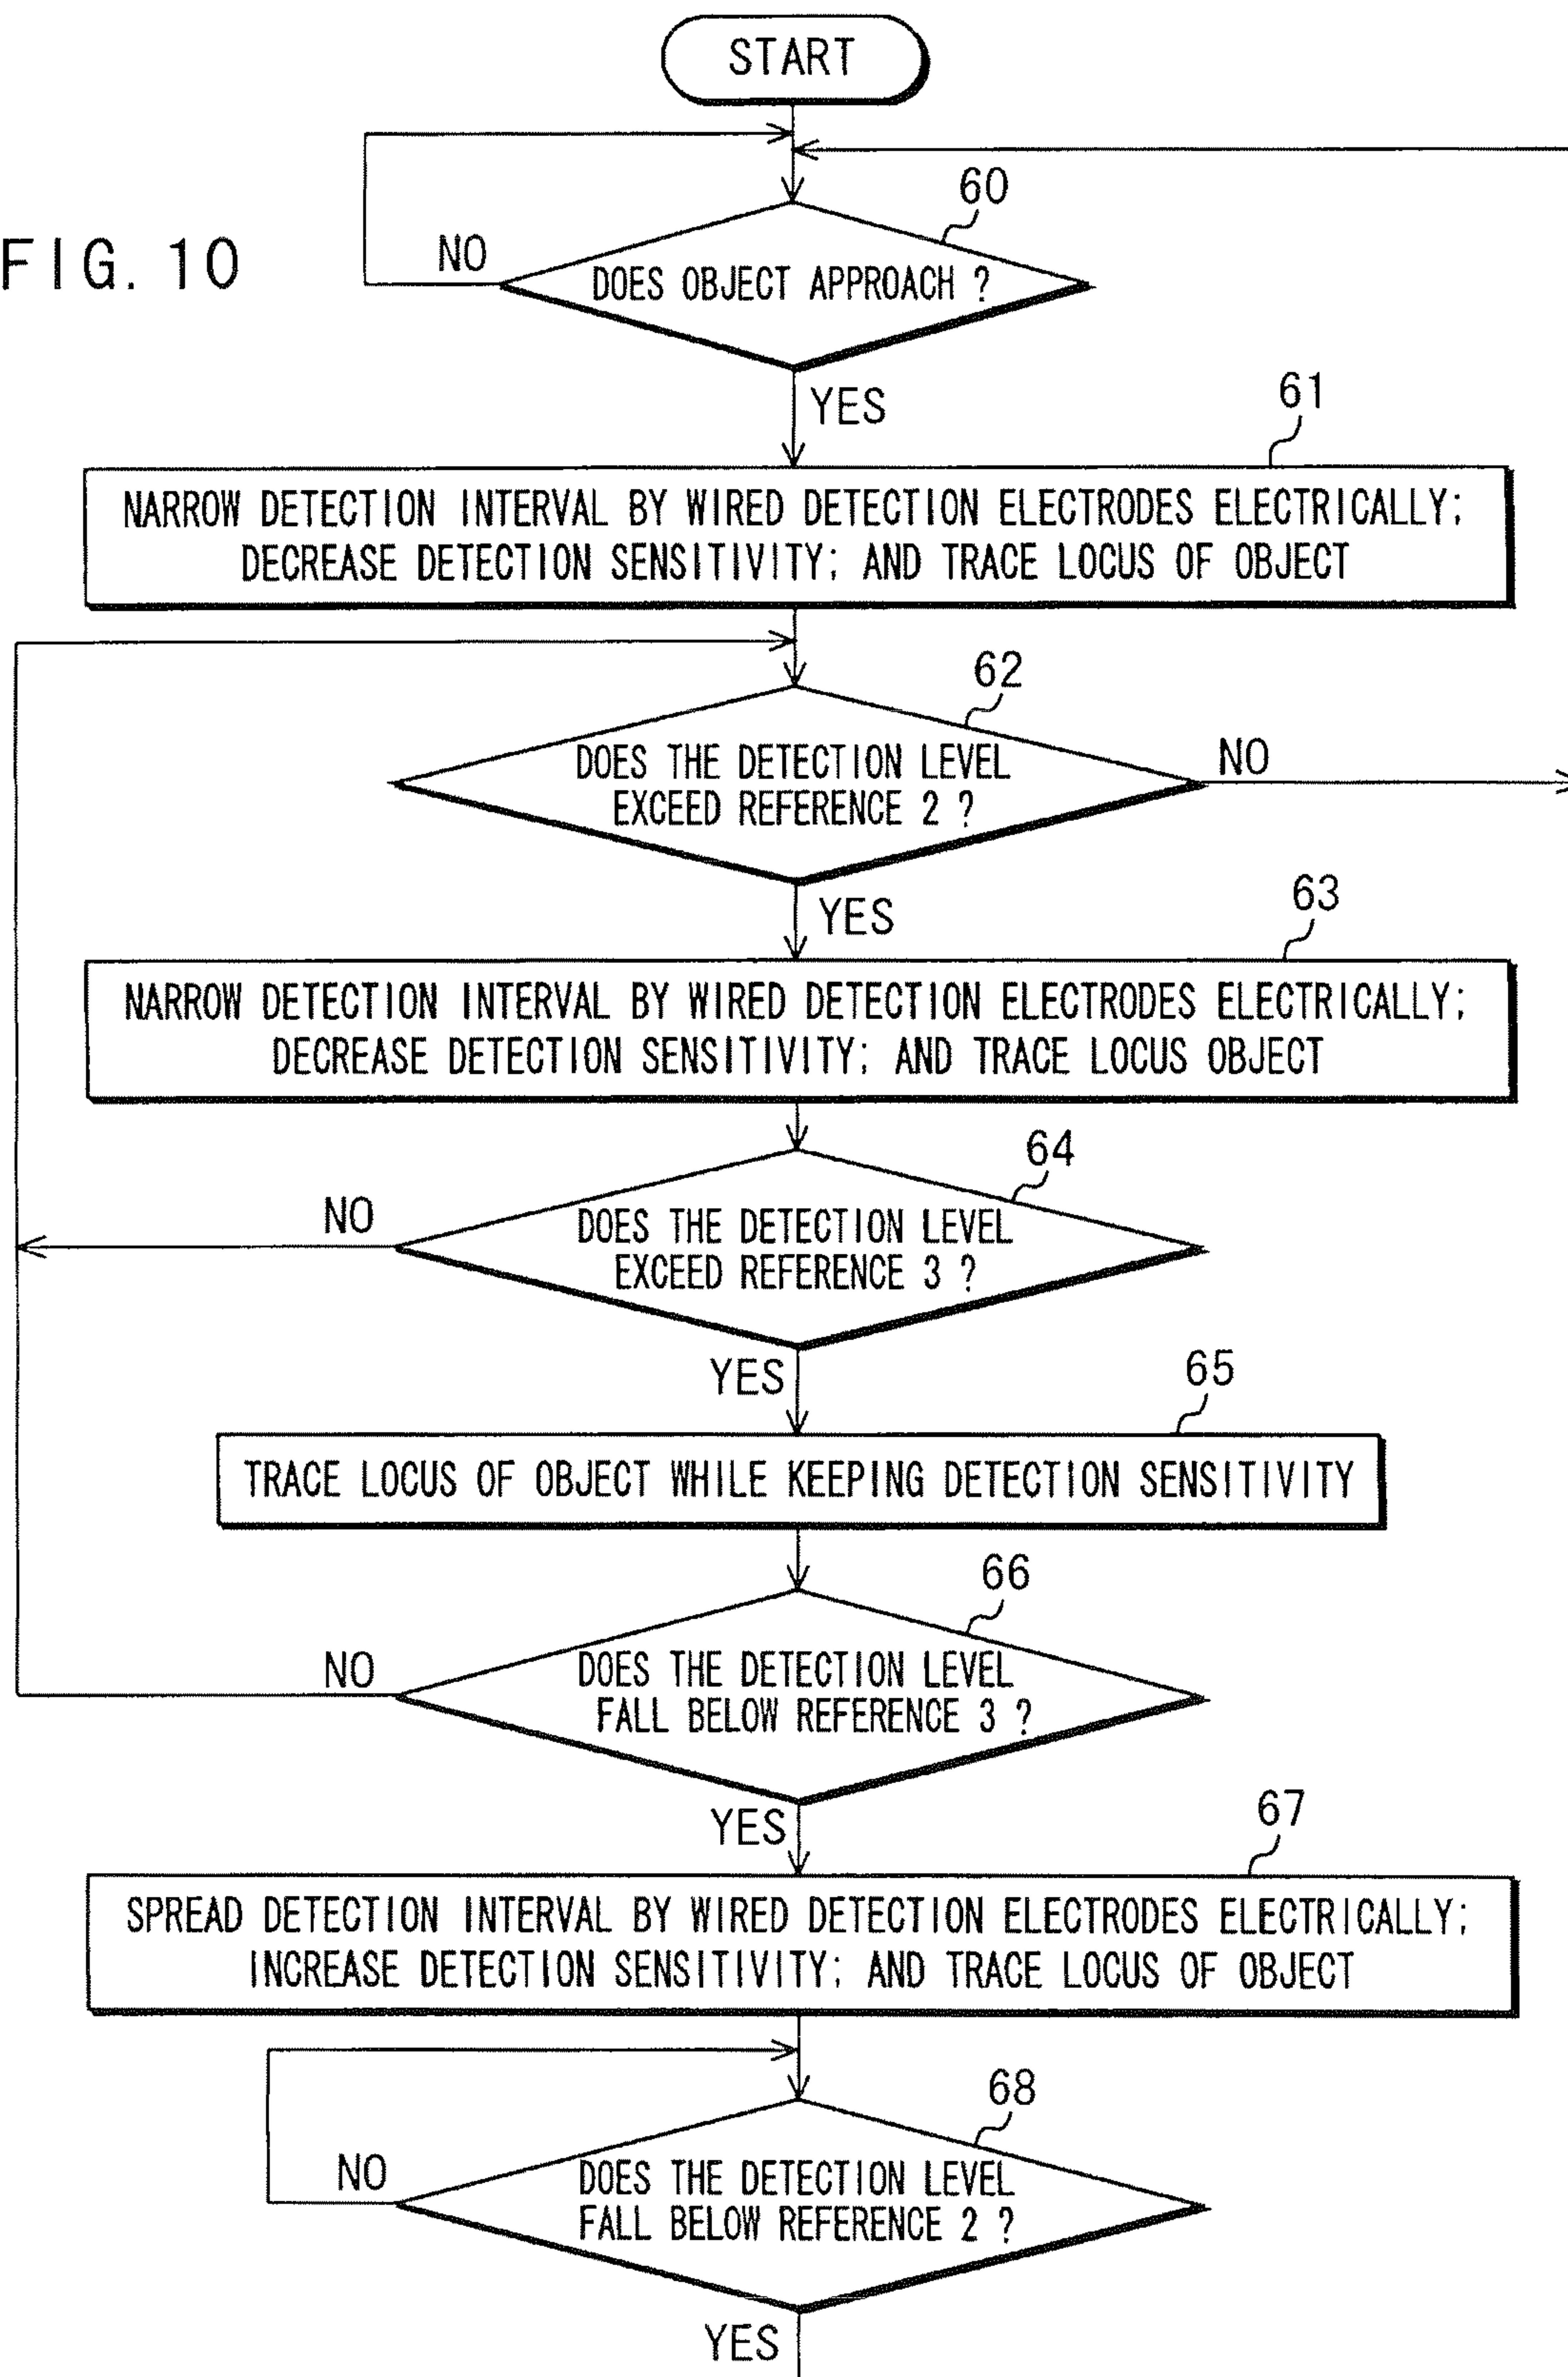 START
60
FIG. 10
NO
DOES OBJECT APPROACH ?
YES
61
NARROW DETECTION INTERVAL BY WIRED DETECTION ELECTRODES ELECTRICALLY;
DECREASE DETECTION SENSITIVITY; AND TRACE LOCUS OF OBJECT
62
DOES THE DETECTION LEVEL
EXCEED REFERENCE 2 ?
NO
YES
63
NARROW DETECTION INTERVAL BY WIRED DETECTION ELECTRODES ELECTRICALLY;
DECREASE DETECTION SENSITIVITY; AND TRACE LOCUS OBJECT
64
NO
DOES THE DETECTION LEVEL
EXCEED REFERENCE 3 ?
YES
65
TRACE LOCUS OF OBJECT WHILE KEEPING DETECTION SENSITIVITY
66
NO
DOES THE DETECTION LEVEL
FALL BELOW REFERENCE 3 ?
YES
67
SPREAD DETECTION INTERVAL BY WIRED DETECTION ELECTRODES ELECTRICALLY;
INCREASE DETECTION SENSITIVITY; AND TRACE LOCUS OF OBJECT
68
NO
DOES THE DETECTION LEVEL
FALL BELOW REFERENCE 2 ?
YES